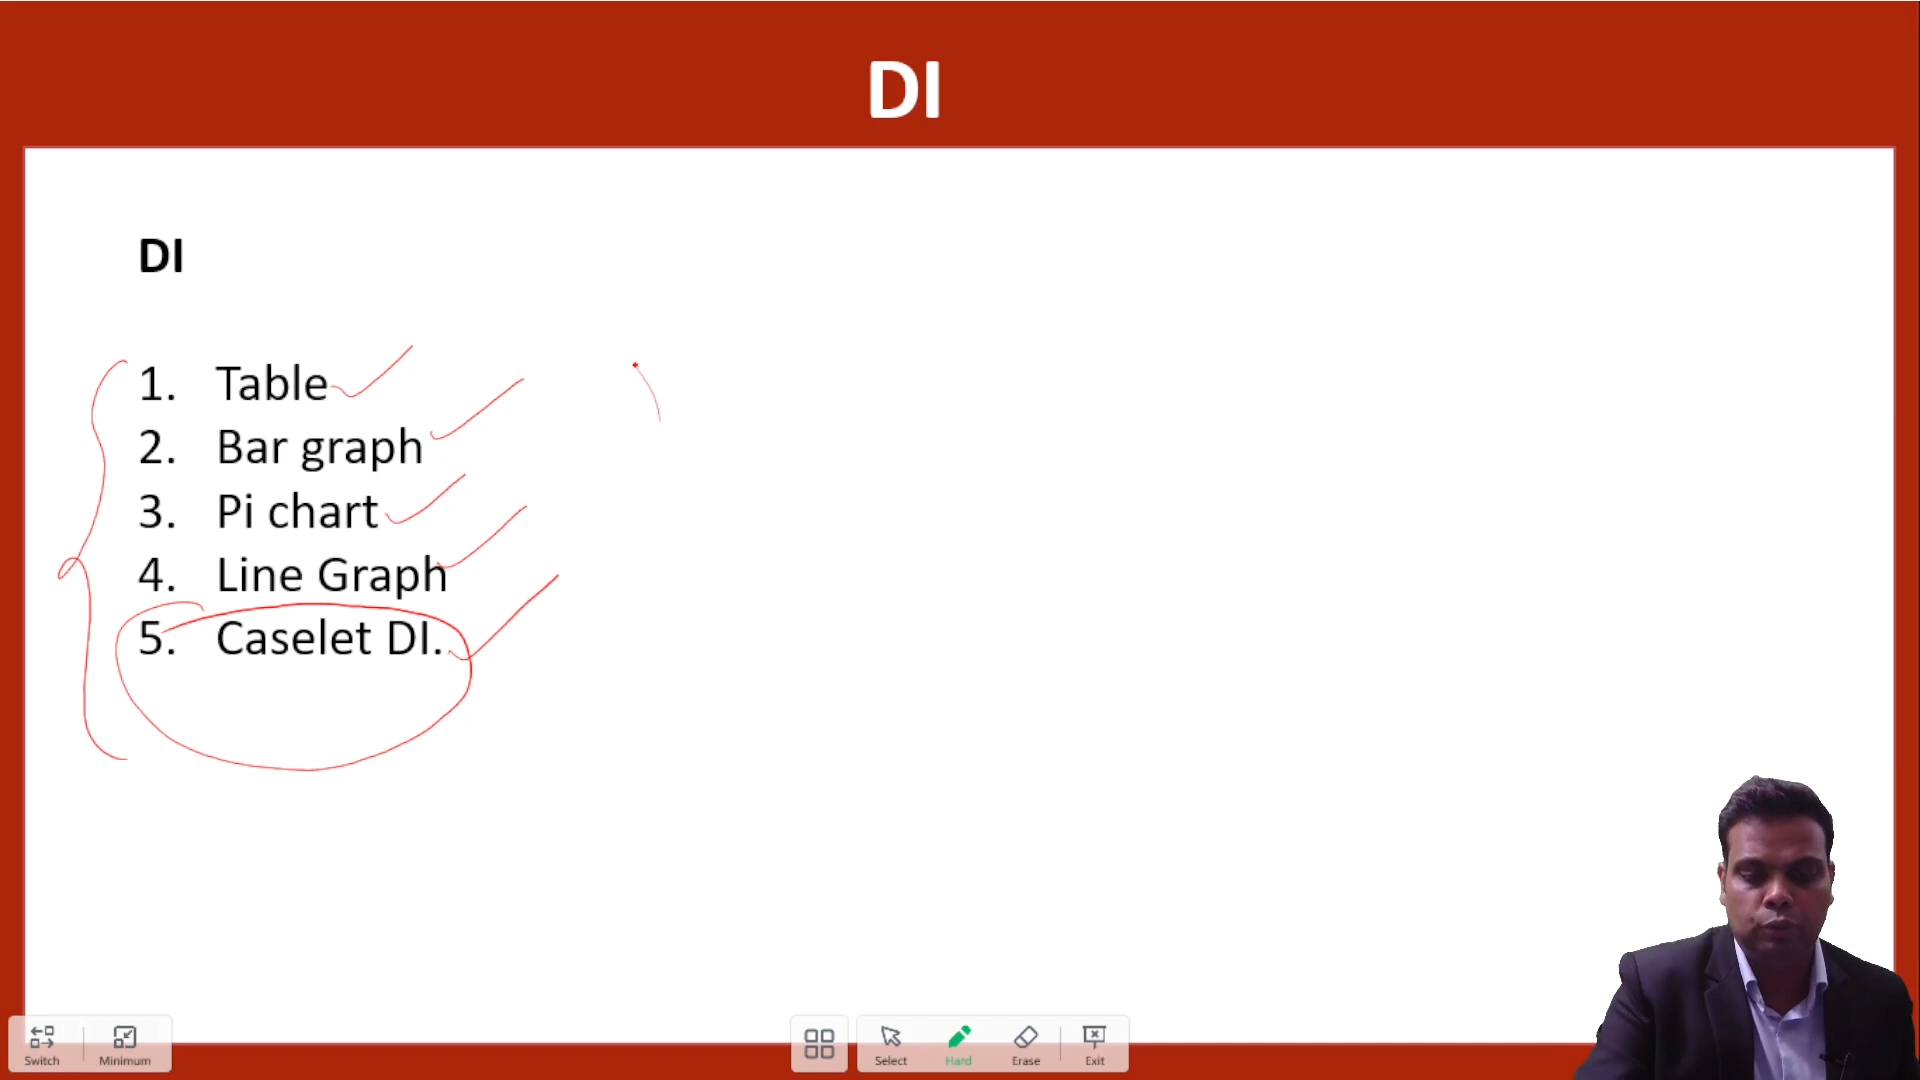 DI
DI
1. Table
2. Bar graph
3. Pi chart
4. Line Graph
5. Caselet DI.
Switch
Minimum
Select
Hard
Erase
Exit